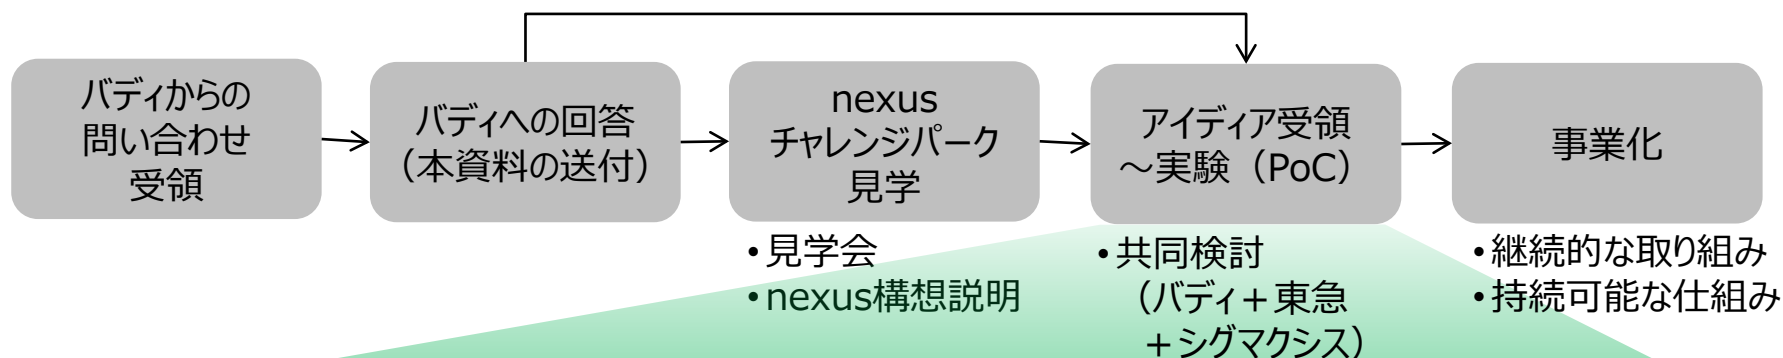 バディからの
問い合わせ
受領
バディへの回答
（本資料の送付）
nexus
チャレンジパーク
見学
アイディア受領
～実験（PoC）
事業化
•見学会
•nexus構想説明
•共同検討
（バディ＋東急
＋シグマクシス）
•継続的な取り組み
•持続可能な仕組み